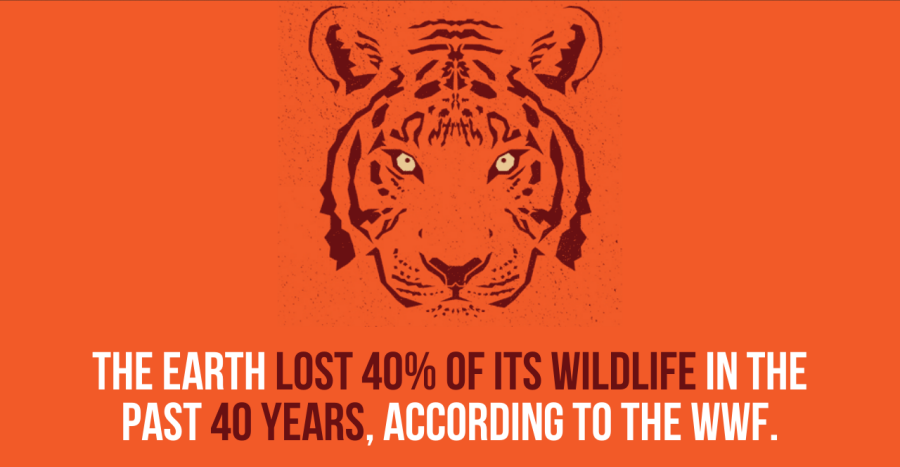 THE EARTH LOST 40% OF ITS WILDLIFE IN THE
PAST 40 YEARS, ACCORDING TO THE WWF.